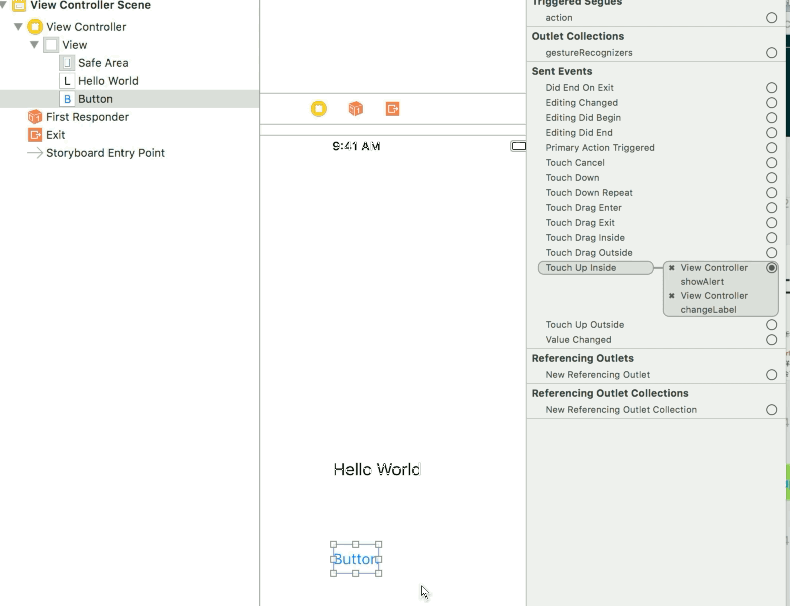 View Controller Scene
View Controller
View
Safe Area
L Hello World
B Button
First Responder
Exit
Storyboard Entry Point
9:41 AM
Hello World
Button
Triggered Segues
action
Outlet Collections
gestureRecognizers
Sent Events
Did End On Exit
Editing Changed
Editing Did Begin
Editing Did End
Primary Action Triggered
Touch Cancel
Touch Down
Touch Down Repeat
Touch Drag Enter
Touch Drag Exit
Touch Drag Inside
Touch Drag Outside
Touch Up Inside
View Controller
showAlert
View Controller
changeLabel
Touch Up Outside
Value Changed
Referencing Outlets
New Referencing Outlet
Referencing Outlet Collections
New Referencing Outlet Collection